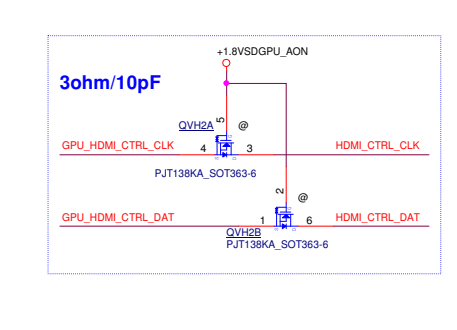 +1.8VSDGPU_AON
3ohm/10pF
5
QVH2A
@
GPU_HDMI_CTRL_CLK
4
3
HDMI_CTRL_CLK
PJT138KA_SOT363-6
2
@
GPU_HDMI_CTRL_DAT
1
6
HDMI_CTRL_DAT
QVH2B
PJT138KA_SOT363-6